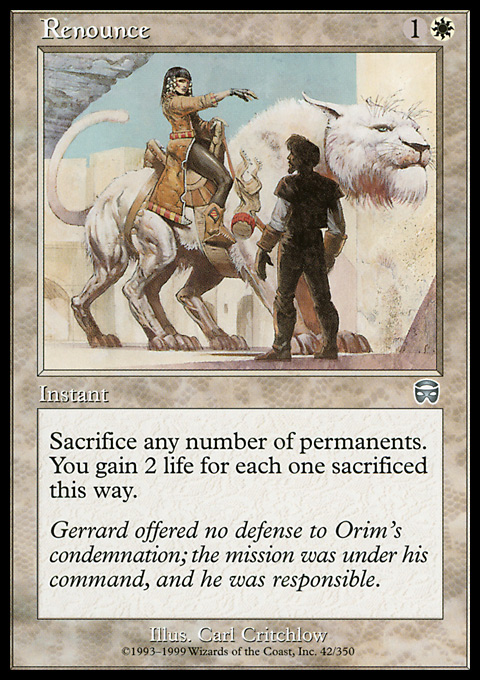 Renounce 1
Instant
Sacrifice any number of permanents.
You gain 2 life for each one sacrificed
this way.
Gerrard offered no defense to Orim's
condemnation; the mission was under his
command, and he was responsible.
Illus. Carl Critchlow
©1993–1999 Wizards of the Coast, Inc. 42/350